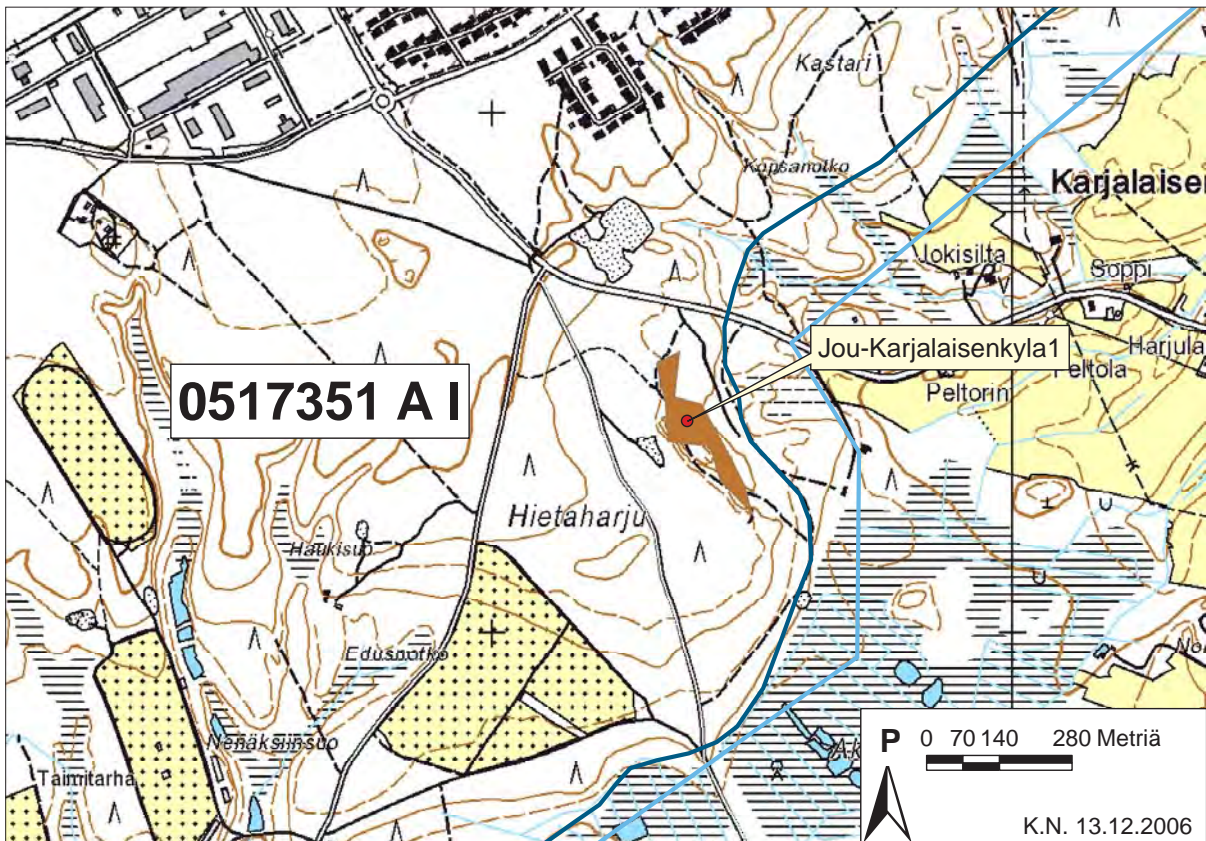 Kastari
Konsanotko
Karjalaisen
Jokisilta
Soppi
Jou-Karjalaisenkyla1
Harjula
Peltola
Peltorin
0517351 A I
Hietaharju
Haukisuo
Edusnotko
Nenäksiinsuo
Taimitarha
P 0 70 140 280 Metriä
K.N. 13.12.2006